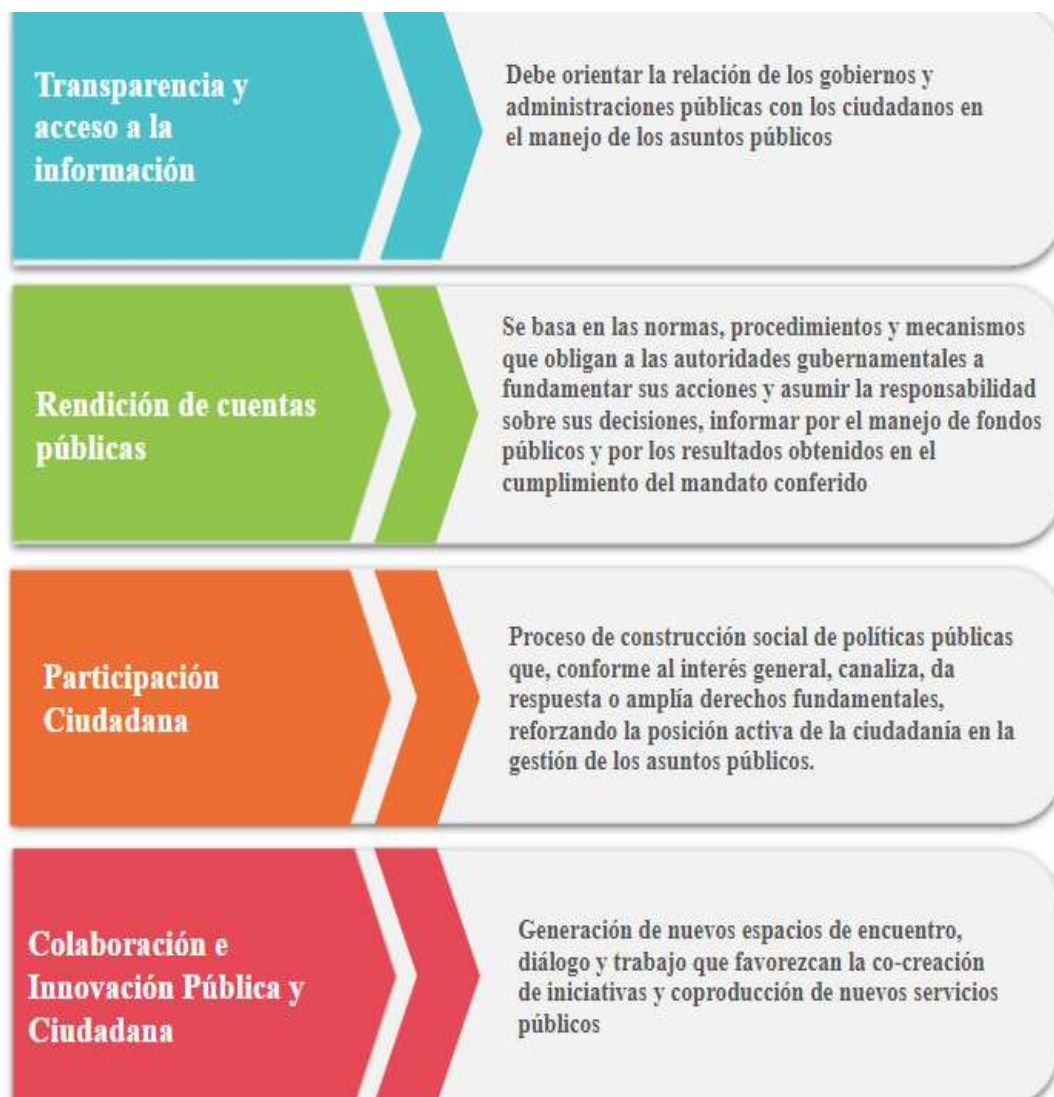 Transparencia y
acceso a la
información
Debe orientar la relación de los gobiernos y
administraciones públicas con los ciudadanos en
el manejo de los asuntos públicos
Rendición de cuentas
públicas
Se basa en las normas, procedimientos y mecanismos
que obligan a las autoridades gubernamentales a
fundamentar sus acciones y asumir la responsabilidad
sobre sus decisiones, informar por el manejo de fondos
públicos y por los resultados obtenidos en el
cumplimiento del mandato conferido
Participación
Ciudadana
Proceso de construcción social de políticas públicas
que, conforme al interés general, canaliza, da
respuesta o amplía derechos fundamentales,
reforzando la posición activa de la ciudadanía en la
gestión de los asuntos públicos.
Colaboración e
Innovación Pública y
Ciudadana
Generación de nuevos espacios de encuentro,
diálogo y trabajo que favorezcan la co-creación
de iniciativas y coproducción de nuevos servicios
públicos